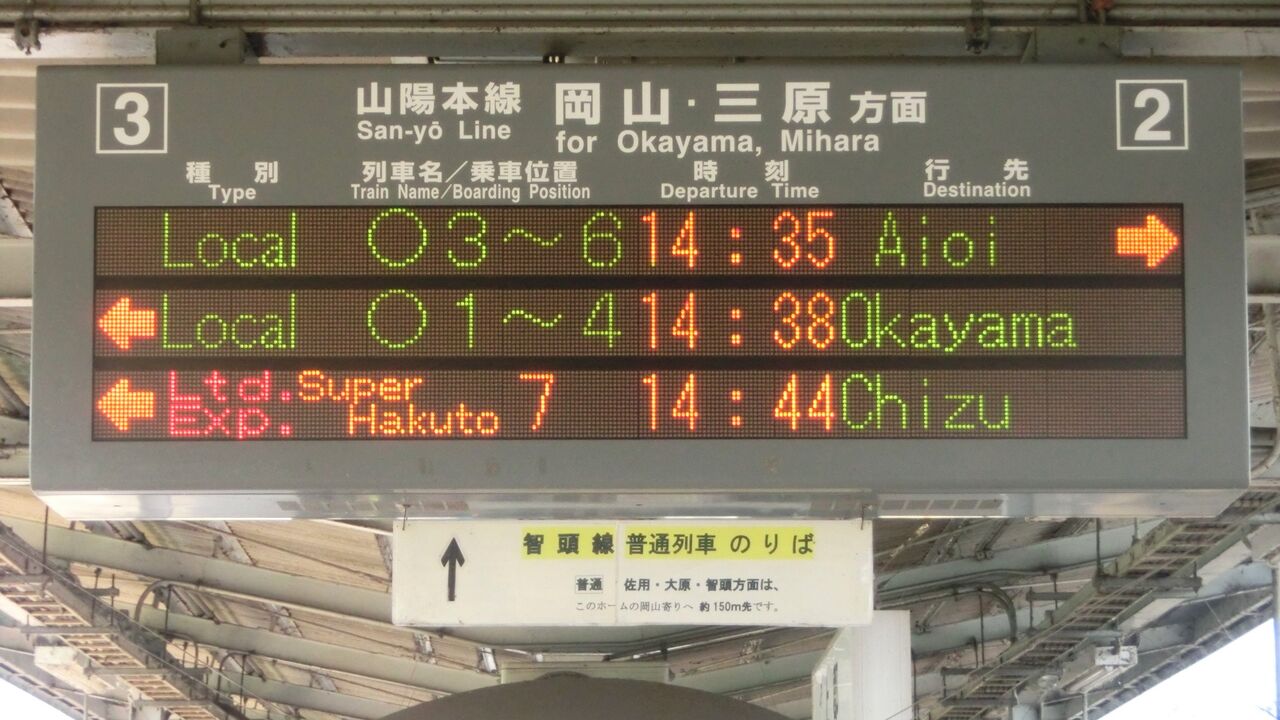 3 山陽本線 岡山・三原 方面 2
San-yō Line for Okayama, Mihara
種別 列車名／乗車位置 時刻 行先
Type Train Name/Boarding Position Departure Time Destination
Local ○3～6 14:35 Aioi →
← Local ○1～4 14:38 Okayama
← Ltd. Exp. Super Hakuto 7 14:44 Chizu
↑ 智頭線 普通列車 のりば
普通 佐用・大原・智頭方面は、
このホームの岡山寄りへ 約150m先です。